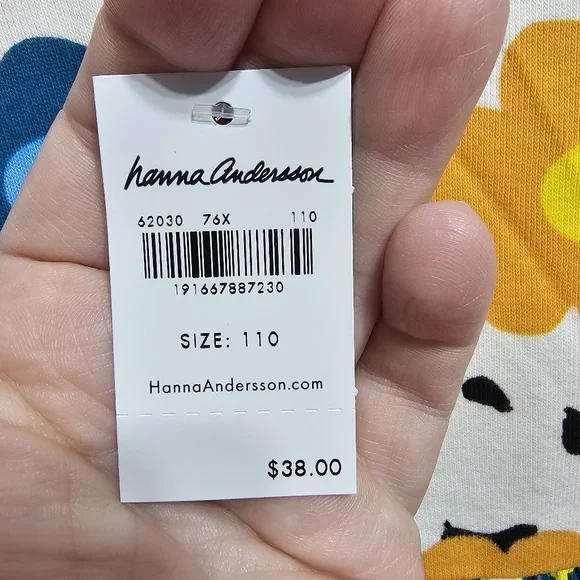 hanna Andersson
62030 76X 110
191667887230
SIZE: 110
HannaAndersson.com
$38.00